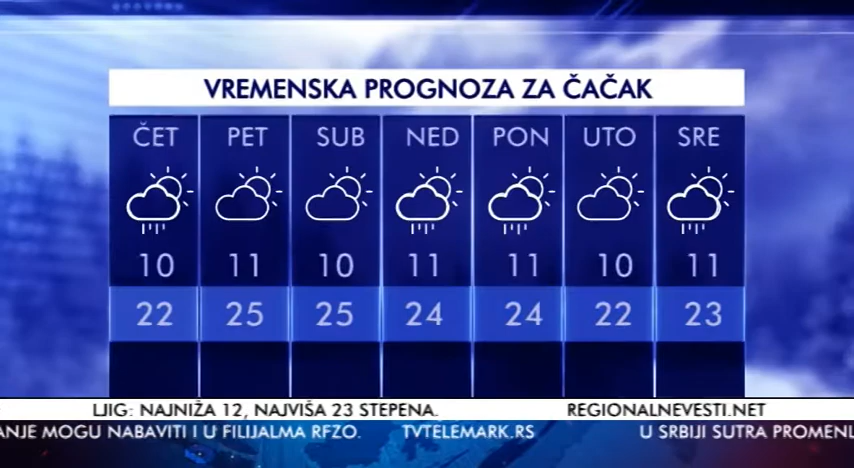 VREMENSKA PROGNOZA ZA ČAČAK
ČET PET SUB NED PON UTO SRE
10 11 10 11 11 10 11
22 25 25 24 24 22 23
LJIG: NAJNIŽA 12, NAJVIŠA 23 STEPENA. REGIONALNEVESTI.NET
ANJE MOGU NABAVITI I U FILIJALMA RFZO. TVTELEMARK.RS U SRBIJI SUTRA PROMENL